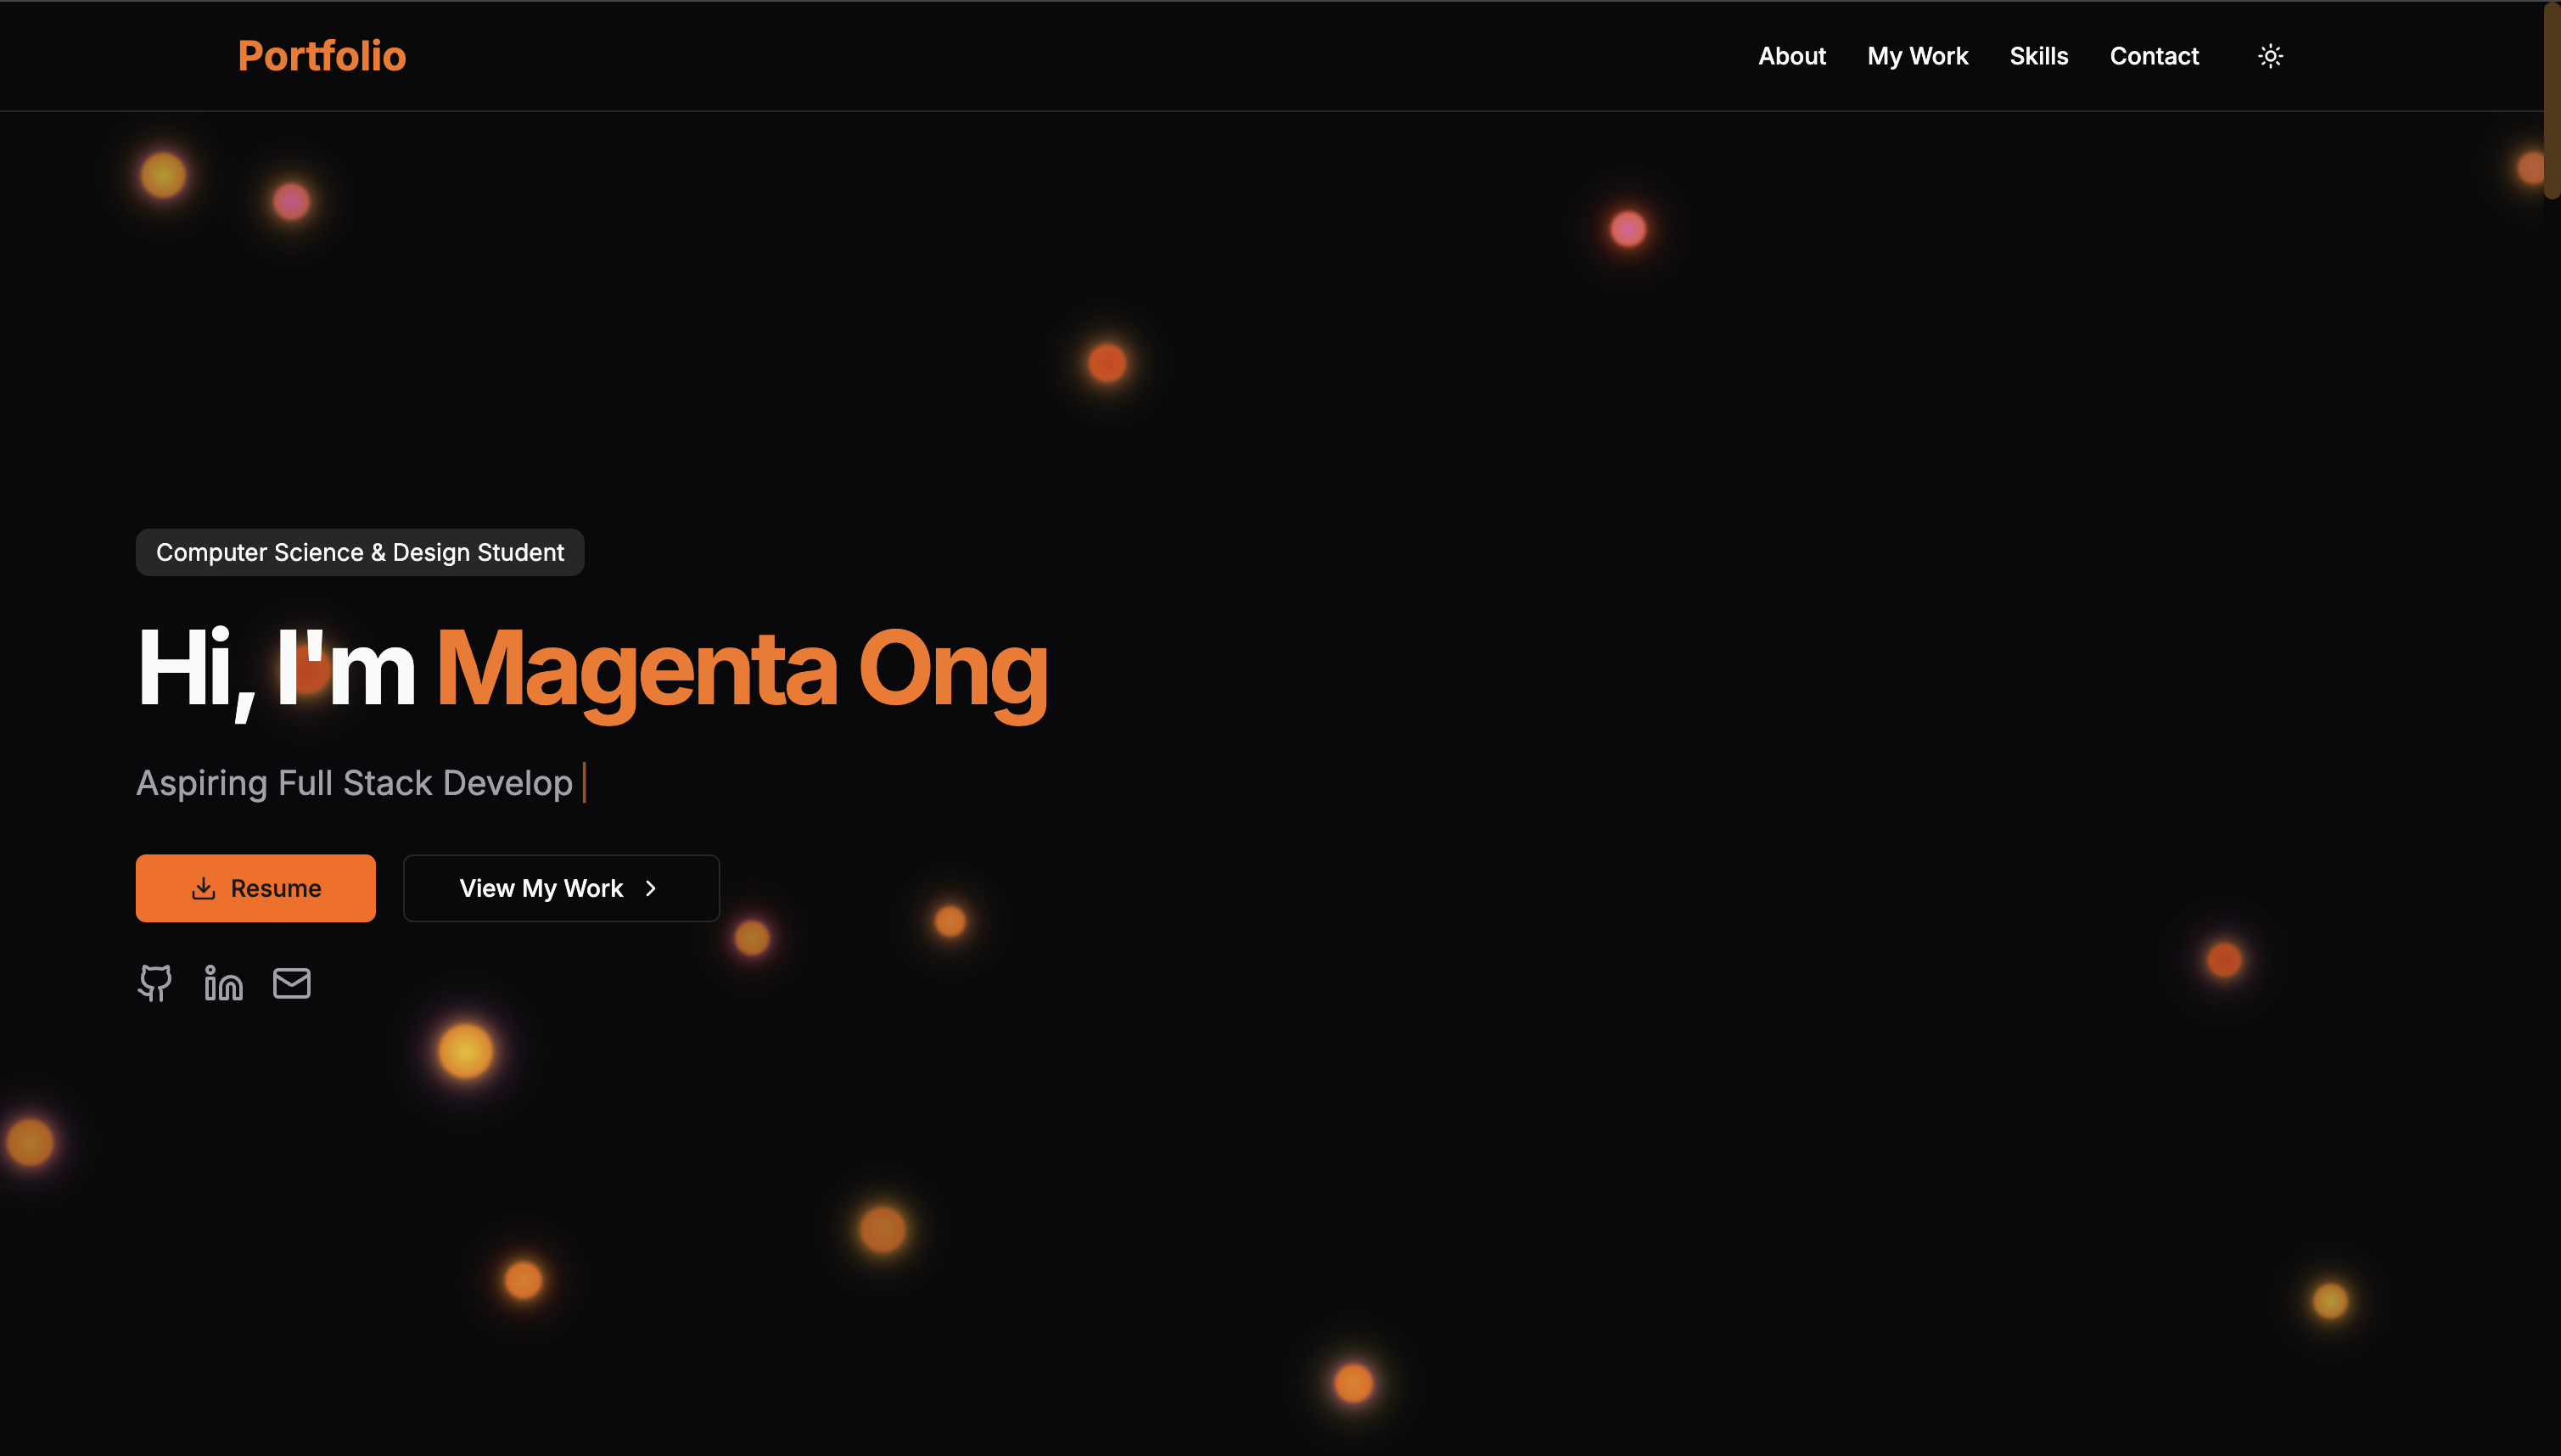 Portfolio
About My Work Skills Contact
Computer Science & Design Student
Hi, I'm Magenta Ong
Aspiring Full Stack Develop
Resume View My Work